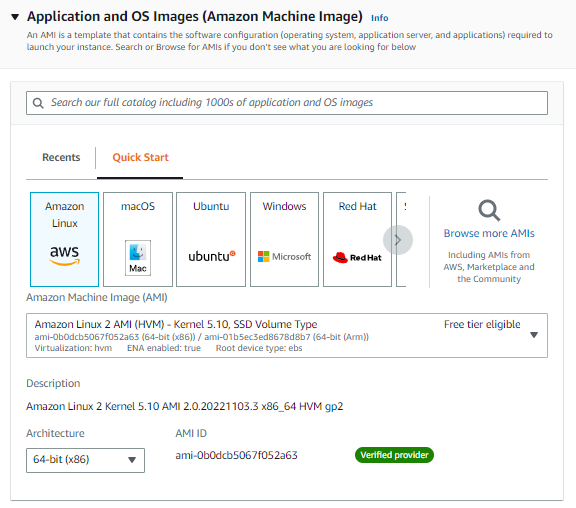 Application and OS Images (Amazon Machine Image) Info
An AMI is a template that contains the software configuration (operating system, application server, and applications) required to
launch your instance. Search or Browse for AMIs if you don't see what you are looking for below
Search our full catalog including 1000s of application and OS images
Recents
Quick Start
Amazon
Linux
aws
macOS
Mac
Ubuntu
ubuntu
Windows
Microsoft
Red Hat
Red Hat
Browse more AMIs
Including AMIs from
AWS, Marketplace and
the Community
Amazon Machine Image (AMI)
Amazon Linux 2 AMI (HVM) - Kernel 5.10, SSD Volume Type
Free tier eligible
ami-0b0dcb5067f052a63 (64-bit (x86)) / ami-01b5ec3ed8678d8b7 (64-bit (Arm))
Virtualization: hvm ENA enabled: true Root device type: ebs
Description
Amazon Linux 2 Kernel 5.10 AMI 2.0.20221103.3 x86_64 HVM gp2
Architecture
AMI ID
64-bit (x86)
ami-0b0dcb5067f052a63
Verified provider